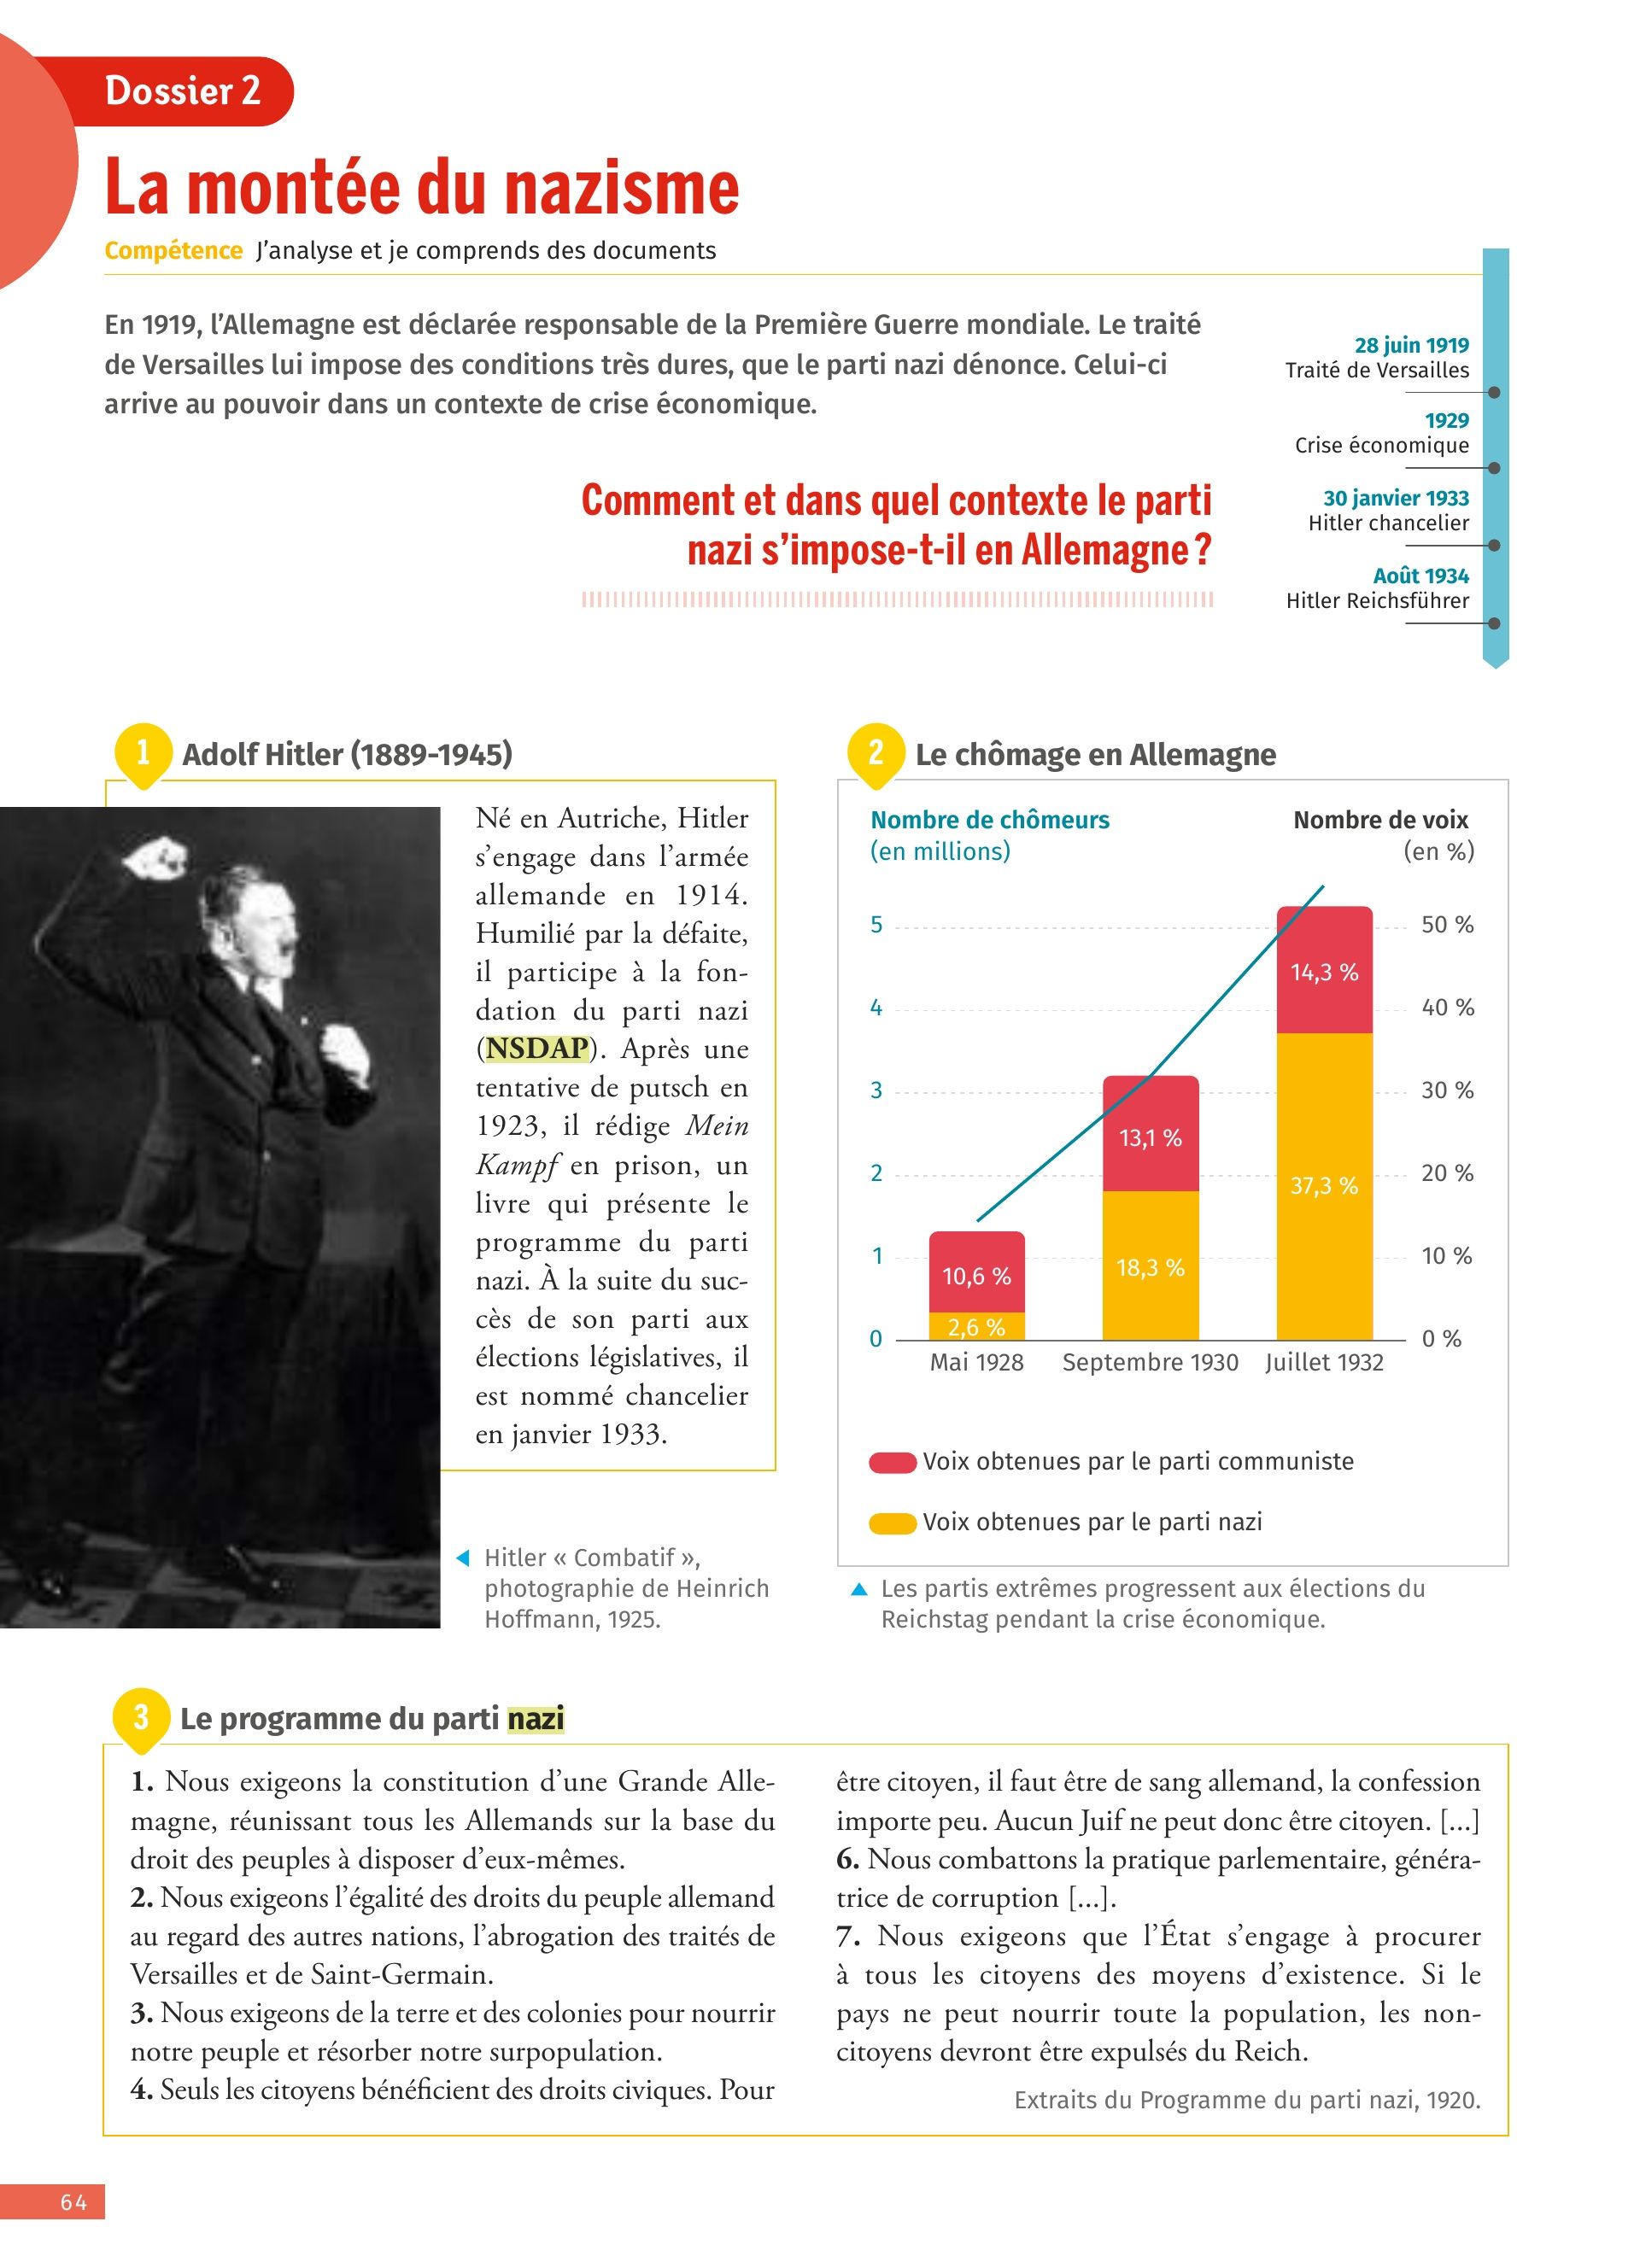 Dossier 2
La montée du nazisme
Compétence J’analyse et je comprends des documents
En 1919, l’Allemagne est déclarée responsable de la Première Guerre mondiale. Le traité
de Versailles lui impose des conditions très dures, que le parti nazi dénonce. Celui-ci
arrive au pouvoir dans un contexte de crise économique.
Comment et dans quel contexte le parti
nazi s’impose-t-il en Allemagne ?
28 juin 1919
Traité de Versailles
1929
Crise économique
30 janvier 1933
Hitler chancelier
Août 1934
Hitler Reichsführer
1 Adolf Hitler (1889-1945)
Né en Autriche, Hitler
s’engage dans l’armée
allemande en 1914.
Humilié par la défaite,
il participe à la fon-
dation du parti nazi
(NSDAP). Après une
tentative de putsch en
1923, il rédige Mein
Kampf en prison, un
livre qui présente le
programme du parti
nazi. À la suite du suc-
cès de son parti aux
élections législatives, il
est nommé chancelier
en janvier 1933.
Hitler « Combatif »,
photographie de Heinrich
Hoffmann, 1925.
2 Le chômage en Allemagne
Nombre de chômeurs
(en millions)
Nombre de voix
(en %)
5
50 %
14,3 %
4
40 %
3
30 %
13,1 %
2
20 %
37,3 %
1
10 %
18,3 %
10,6 %
2,6 %
0
0 %
Mai 1928
Septembre 1930
Juillet 1932
Voix obtenues par le parti communiste
Voix obtenues par le parti nazi
Les partis extrêmes progressent aux élections du
Reichstag pendant la crise économique.
3 Le programme du parti nazi
1. Nous exigeons la constitution d’une Grande Alle-
magne, réunissant tous les Allemands sur la base du
droit des peuples à disposer d’eux-mêmes.
2. Nous exigeons l’égalité des droits du peuple allemand
au regard des autres nations, l’abrogation des traités de
Versailles et de Saint-Germain.
3. Nous exigeons de la terre et des colonies pour nourrir
notre peuple et résorber notre surpopulation.
4. Seuls les citoyens bénéficient des droits civiques. Pour
être citoyen, il faut être de sang allemand, la confession
importe peu. Aucun Juif ne peut donc être citoyen. [...]
6. Nous combattons la pratique parlementaire, généra-
trice de corruption [...].
7. Nous exigeons que l’État s’engage à procurer
à tous les citoyens des moyens d’existence. Si le
pays ne peut nourrir toute la population, les non-
citoyens devront être expulsés du Reich.
Extraits du Programme du parti nazi, 1920.
64